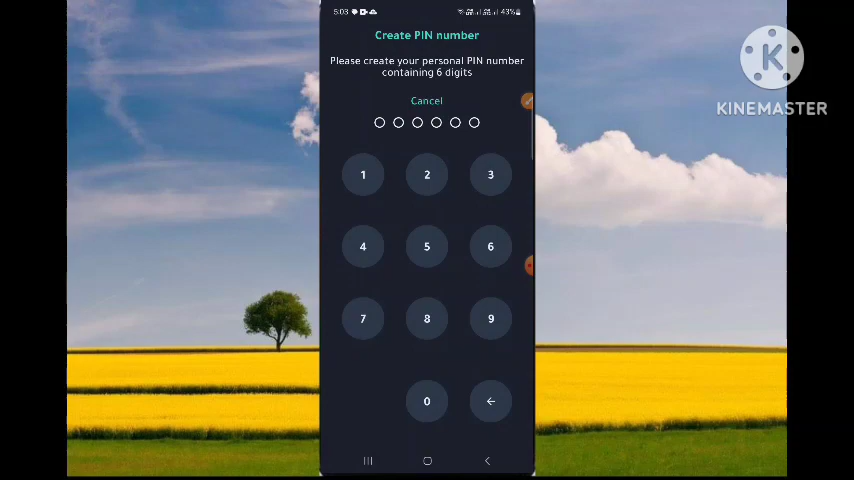 5:03
43%
Create PIN number
Please create your personal PIN number
containing 6 digits
Cancel
1 2 3
4 5 6
7 8 9
0
K
KINEMASTER